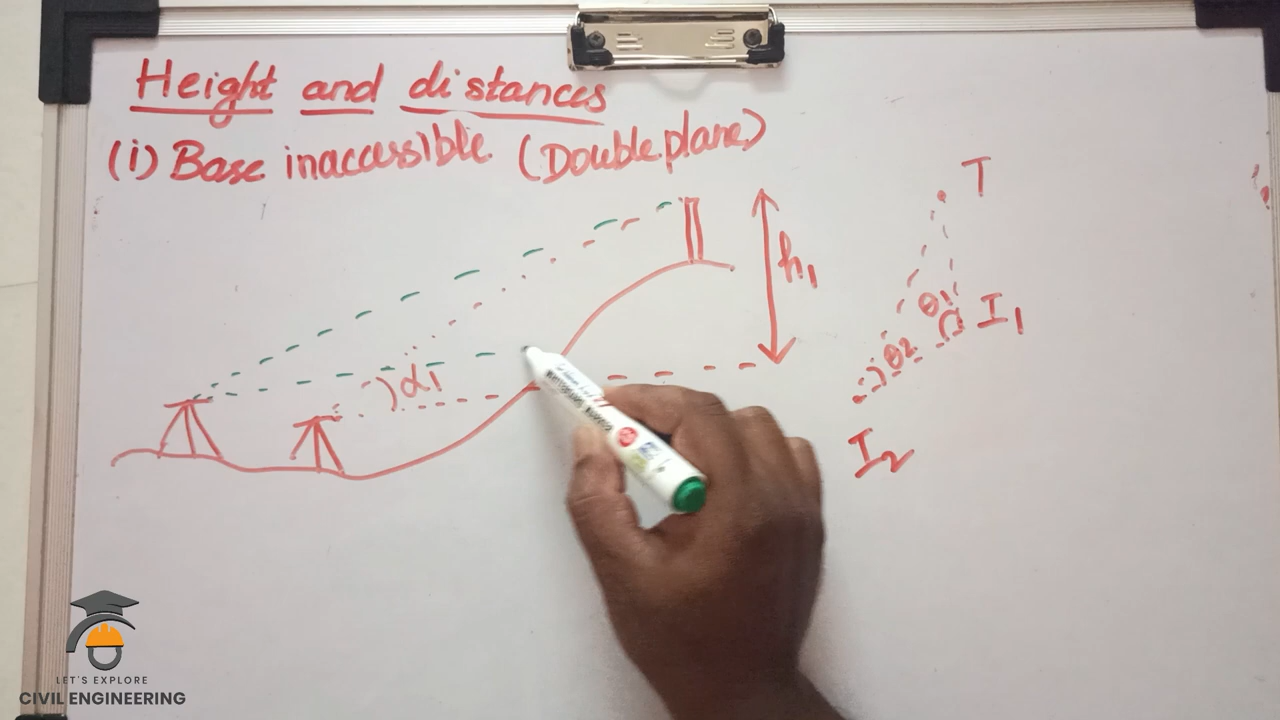 Height and distances
(i) Base inaccessible (Double plane)
T
h1
θ1
I1
α1
θ2
I2
LET'S EXPLORE
CIVIL ENGINEERING